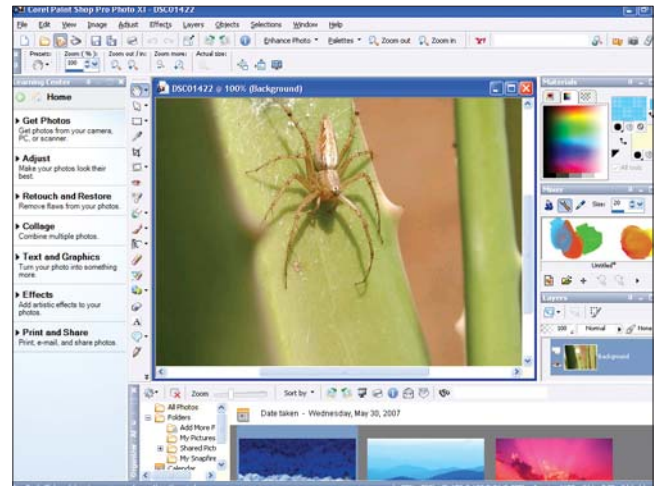 Corel Paint Shop Pro Photo XI - DSC01422
File Edit View Image Adjust Effects Layers Objects Selections Window Help
Enhance Photo Palettes Zoom out Zoom in
Presets: Zoom (%): Zoom out / in: Zoom more: Actual size:
100
Learning Center
Home
Get Photos
Get photos from your camera,
PC, or scanner.
Adjust
Make your photos look their
best.
Retouch and Restore
Remove flaws from your photos.
Collage
Combine multiple photos.
Text and Graphics
Turn your photo into something
more.
Effects
Add artistic effects to your
photos.
Print and Share
Print, e-mail, and share photos.
DSC01422 @ 100% (Background)
Materials
All tools
Mixer
Size: 20
Untitled*
Layers
100 Normal None
Background
Zoom Sort by
All Photos
Folders
Add More F
My Pictures
Shared Pict
My Snapfire
Calendar
Organizer
Date taken - Wednesday, May 30, 2007